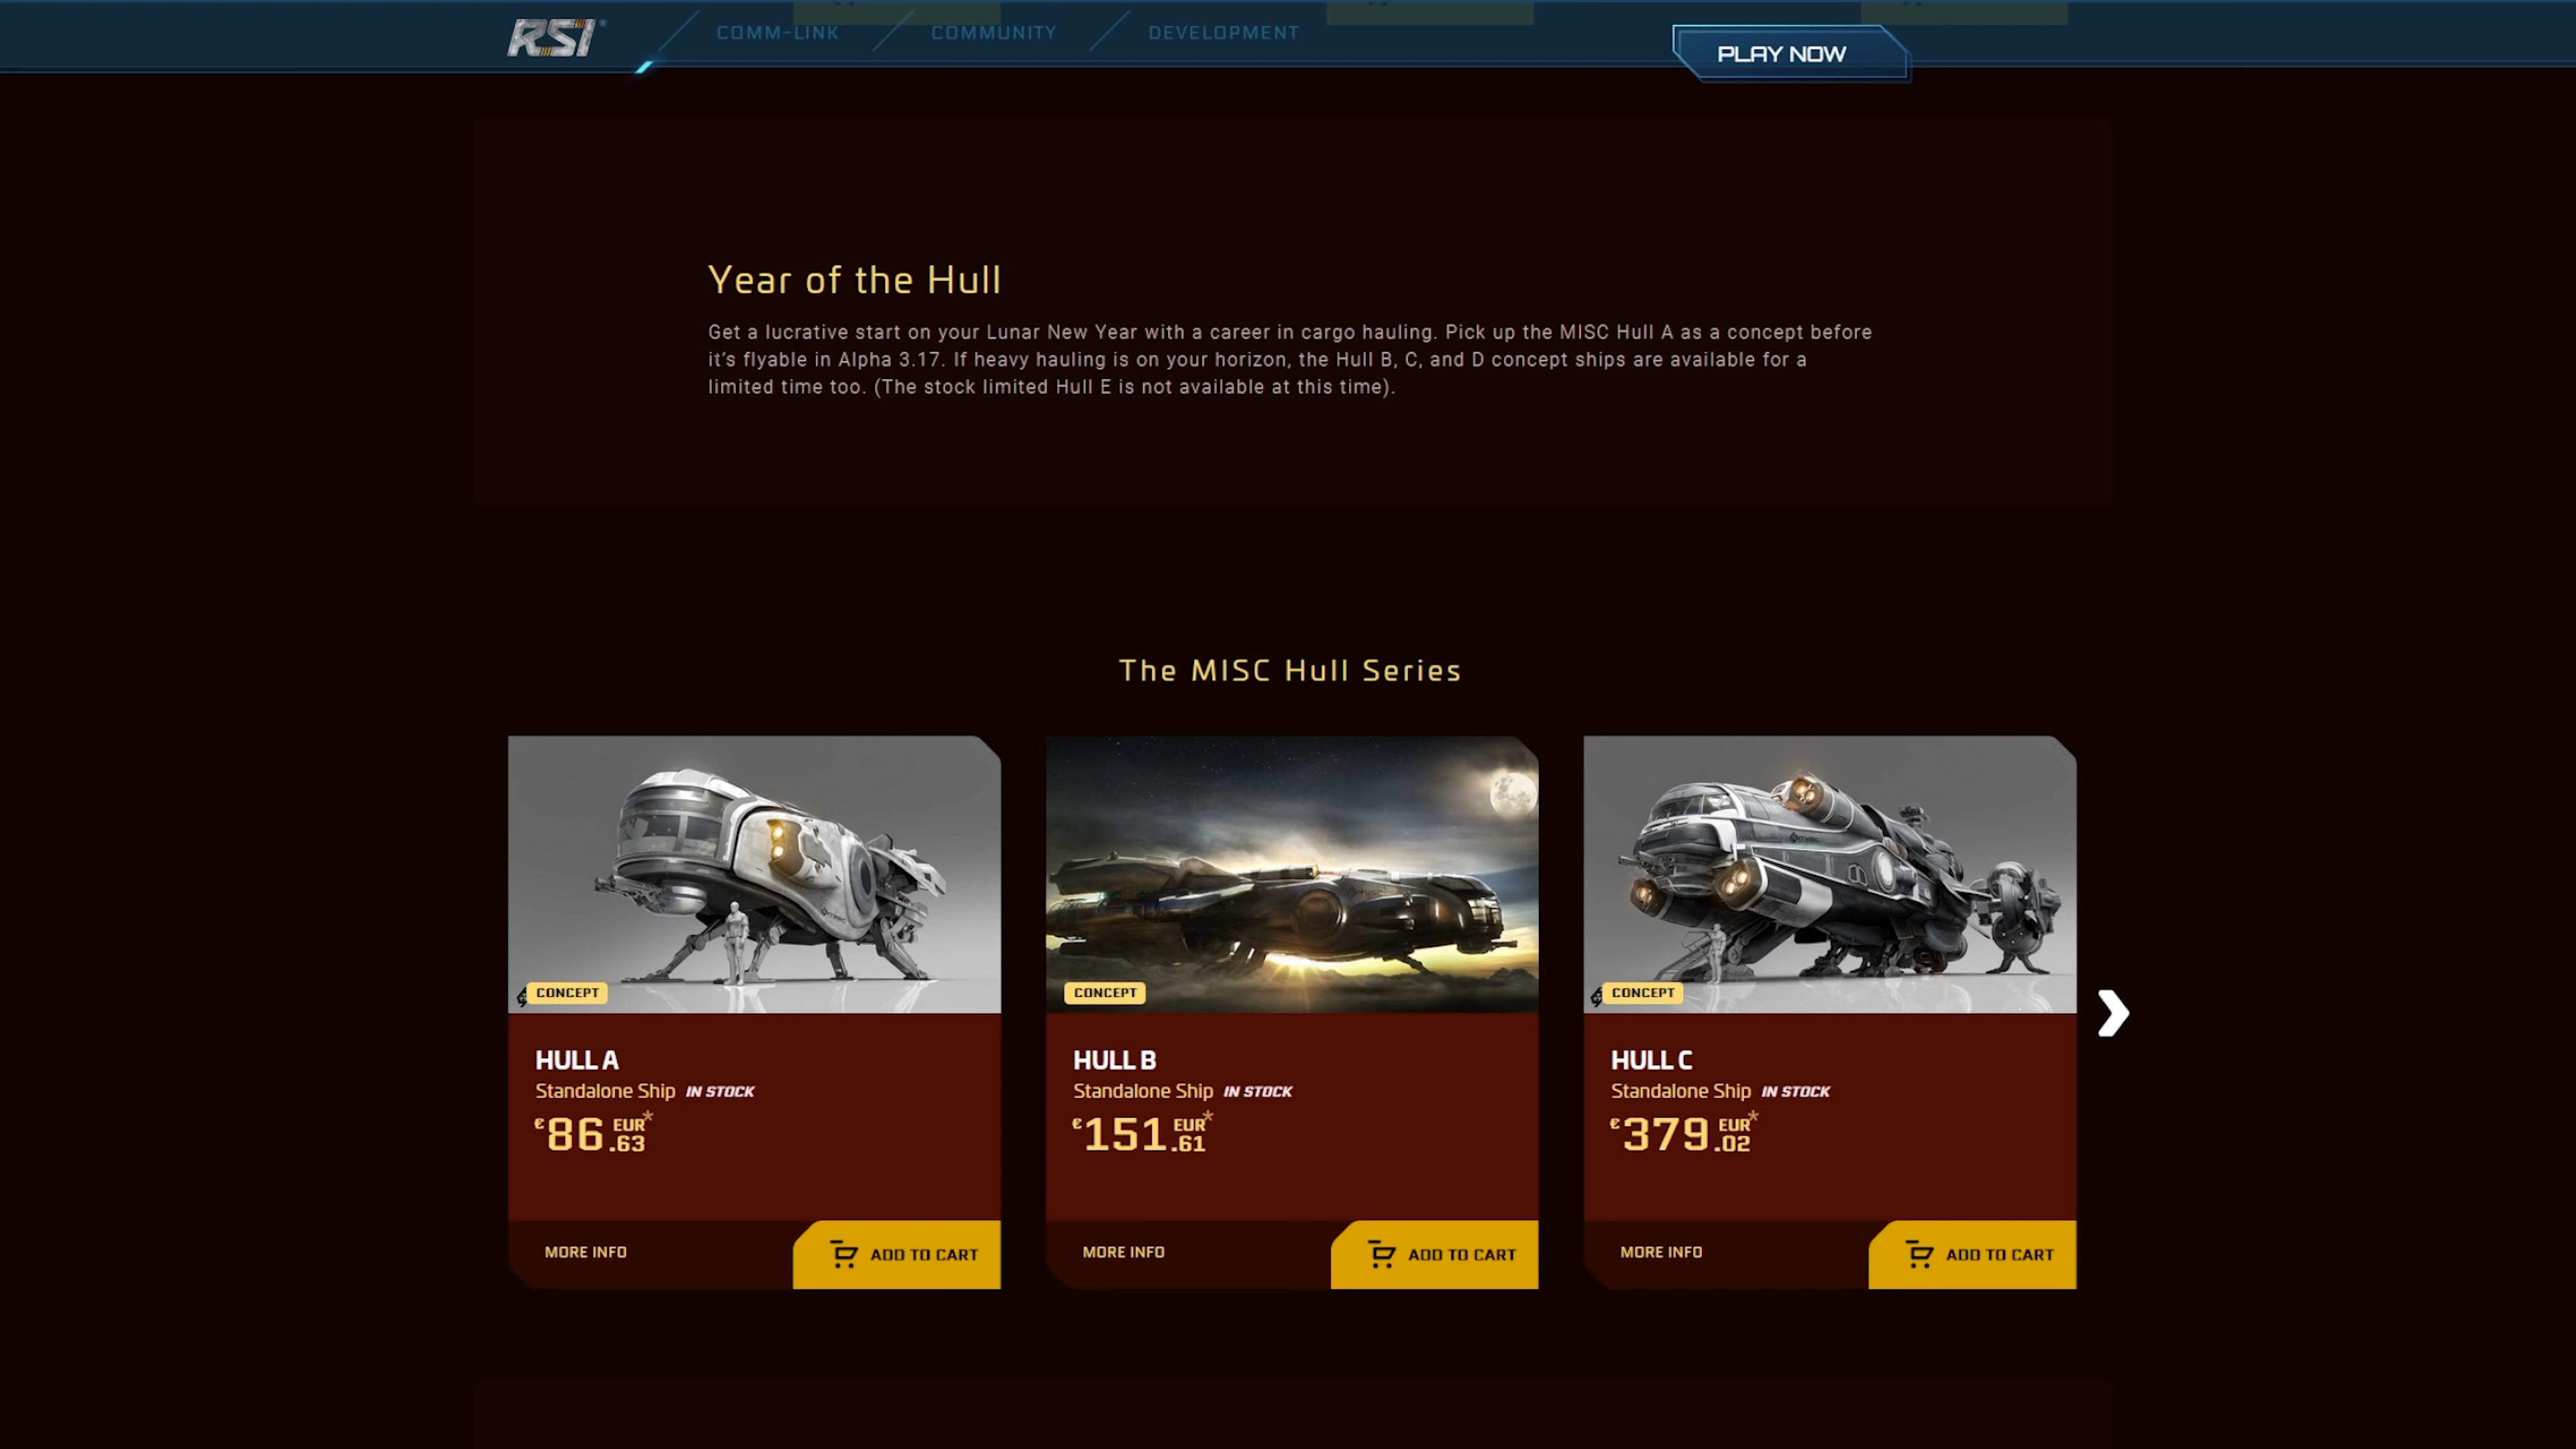 RSI
COMM-LINK
COMMUNITY
DEVELOPMENT
PLAY NOW
Year of the Hull
Get a lucrative start on your Lunar New Year with a career in cargo hauling. Pick up the MISC Hull A as a concept before
it's flyable in Alpha 3.17. If heavy hauling is on your horizon, the Hull B, C, and D concept ships are available for a
limited time too. (The stock limited Hull E is not available at this time).
The MISC Hull Series
CONCEPT
HULL A
Standalone Ship IN STOCK
€86.63 EUR*
MORE INFO
ADD TO CART
CONCEPT
HULL B
Standalone Ship IN STOCK
€151.61 EUR*
MORE INFO
ADD TO CART
CONCEPT
HULL C
Standalone Ship IN STOCK
€379.02 EUR*
MORE INFO
ADD TO CART